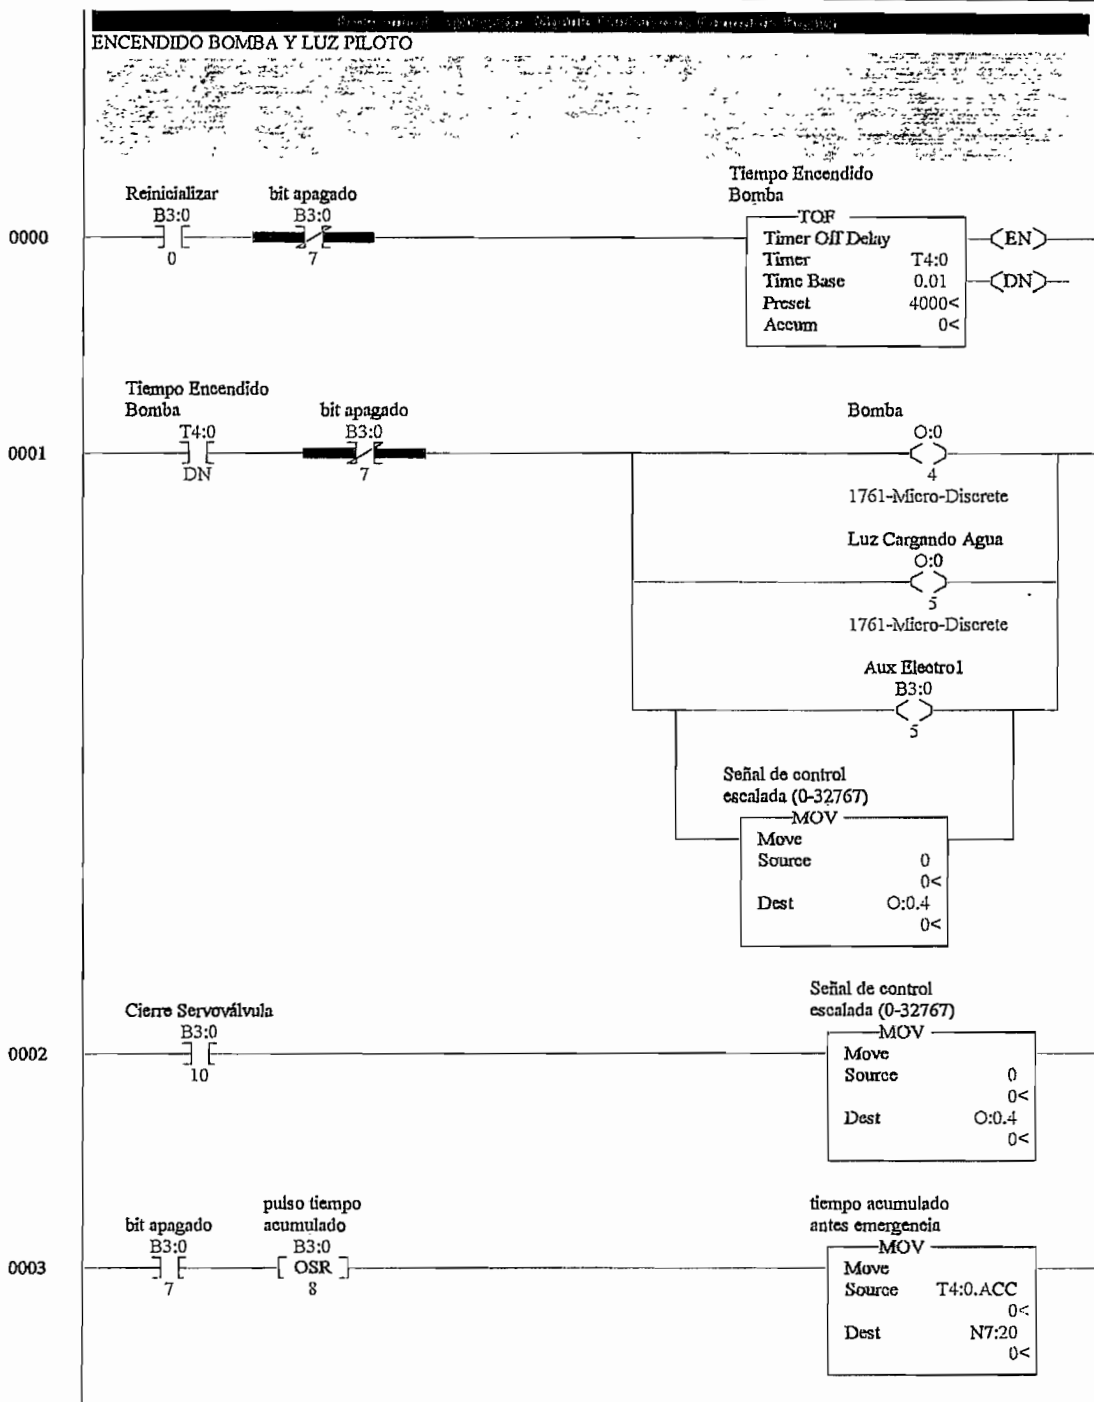 ENCENDIDO BOMBA Y LUZ PILOTO
Reinicializar
B3:0
0
bit apagado
B3:0
7
Tiempo Encendido
Bomba
TOF
Timer Off Delay
Timer T4:0
Time Base 0.01
Preset 4000<
Accum 0<
EN
DN
0000
Tiempo Encendido
Bomba
T4:0
DN
bit apagado
B3:0
7
0001
Bomba
O:0
4
1761-Micro-Discrete
Luz Cargando Agua
O:0
5
1761-Micro-Discrete
Aux Electro1
B3:0
5
Señal de control
escalada (0-32767)
MOV
Move
Source 0
0<
Dest O:0.4
0<
Cierre Servoválvula
B3:0
10
0002
Señal de control
escalada (0-32767)
MOV
Move
Source 0
0<
Dest O:0.4
0<
bit apagado
B3:0
7
pulso tiempo
acumulado
B3:0
OSR
8
0003
tiempo acumulado
antes emergencia
MOV
Move
Source T4:0.ACC
0<
Dest N7:20
0<